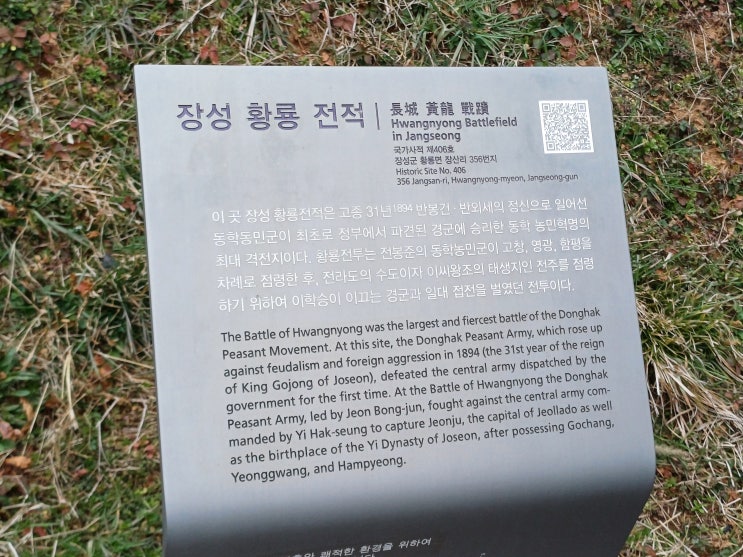 장성 황룡 전적 | 長城 黃龍 戰蹟
Hwangnyong Battlefield
in Jangseong
국가사적 제406호
장성군 황룡면 장산리 356번지
Historic Site No. 406
356 Jangsan-ri, Hwangnyong-myeon, Jangseong-gun
이 곳 장성 황룡전적은 고종 31년1894 반봉건·반외세의 정신으로 일어선
동학농민군이 최초로 정부에서 파견된 경군에 승리한 동학 농민혁명의
최대 격전지이다. 황룡전투는 전봉준의 동학농민군이 고창, 영광, 함평을
차례로 점령한 후, 전라도의 수도이자 이씨왕조의 태생지인 전주를 점령
하기 위하여 이학승이 이끄는 경군과 일대 접전을 벌였던 전투이다.
The Battle of Hwangnyong was the largest and fiercest battle of the Donghak
Peasant Movement. At this site, the Donghak Peasant Army, which rose up
against feudalism and foreign aggression in 1894 (the 31st year of the reign
of King Gojong of Joseon), defeated the central army dispatched by the
government for the first time. At the Battle of Hwangnyong the Donghak
Peasant Army, led by Jeon Bong-jun, fought against the central army com-
manded by Yi Hak-seung to capture Jeonju, the capital of Jeollado as well
as the birthplace of the Yi Dynasty of Joseon, after possessing Gochang,
Yeonggwang, and Hampyeong.
쾌적한 환경을 위하여